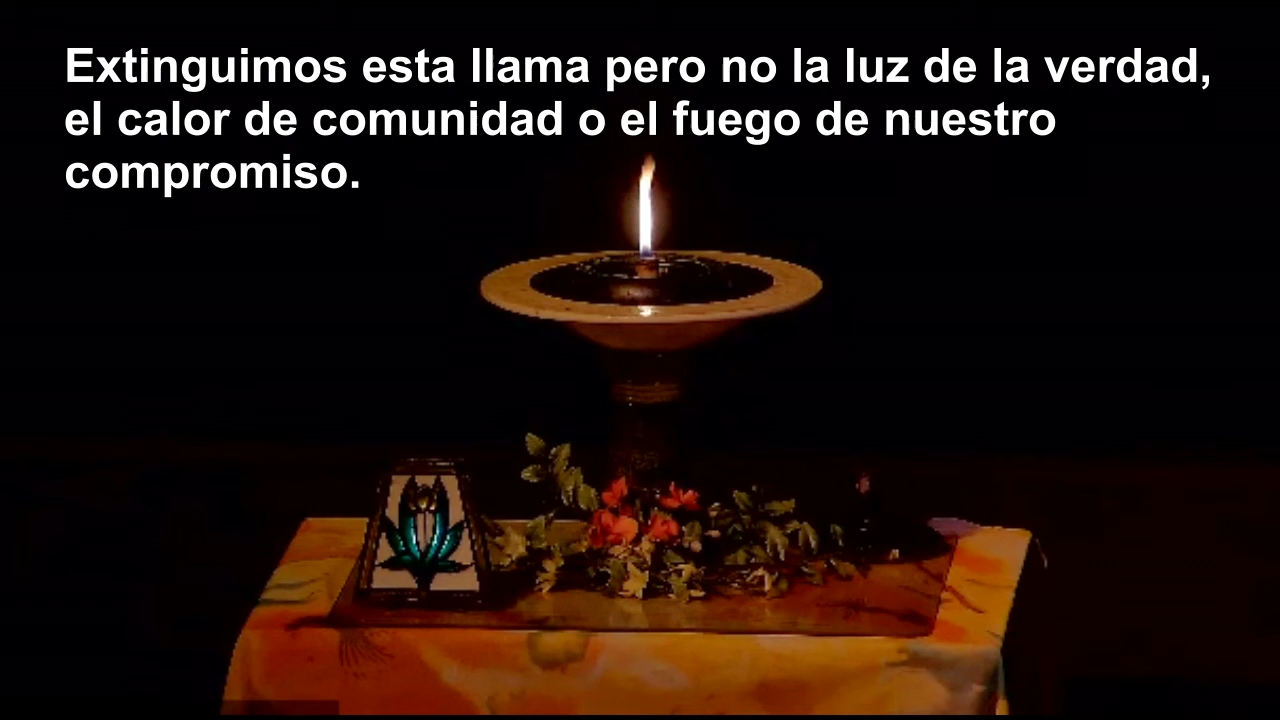 Extinguimos esta llama pero no la luz de la verdad,
el calor de comunidad o el fuego de nuestro
compromiso.